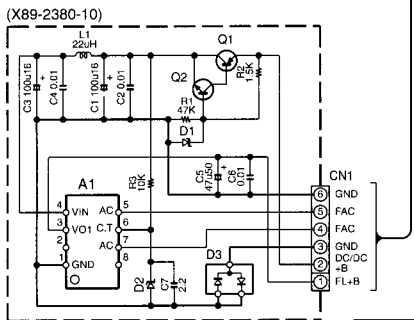 (X89-2380-10)
L1
22uH
Q1
Q2
C3 100u16
C4 0.01
C1 100u16
C2 0.01
R1
47K
R2
1.5K
D1
R3
10K
C5
47u50
C6
0.01
CN1
A1
4 VIN AC 5
3 VO1 C.T 6
2 AC 7
1 GND 8
D3
D2
C7
2.2
6 GND
5 FAC
4 FAC
3 GND
2 DC/DC
+B
1 FL+B